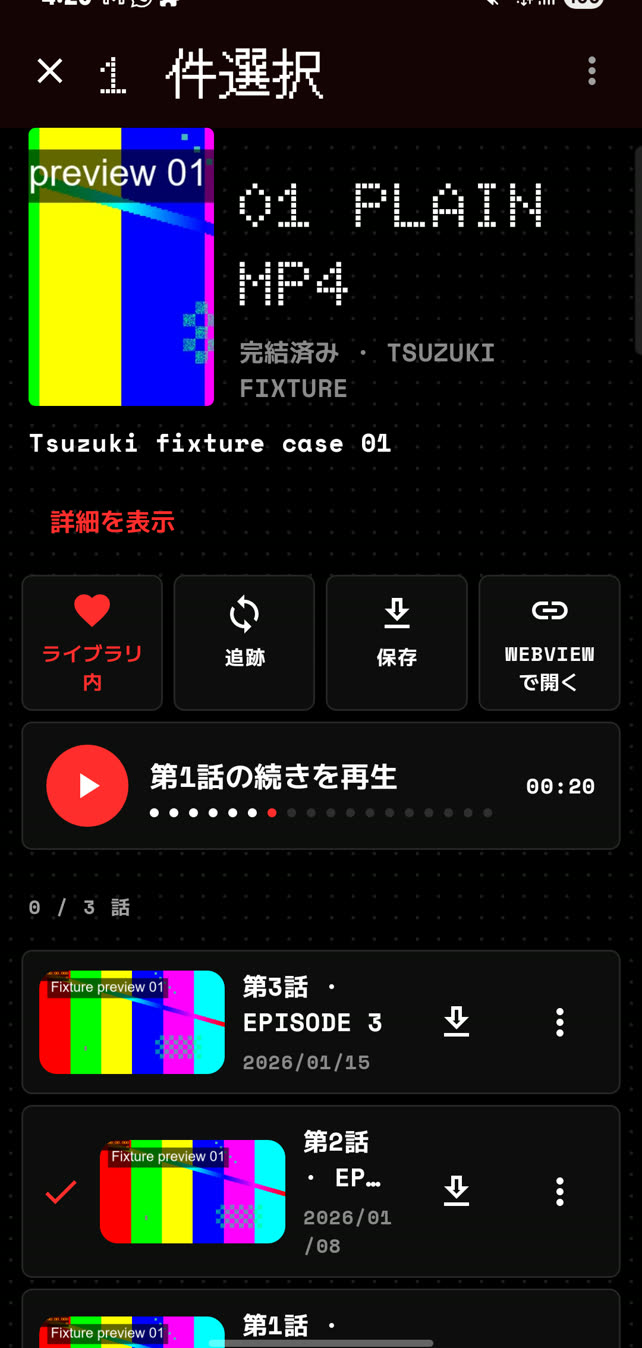 1 件選択
preview 01
01 PLAIN
MP4
完結済み · TSUZUKI
FIXTURE
Tsuzuki fixture case 01
詳細を表示
ライブラリ
内
追跡
保存
WEBVIEW
で開く
第1話の続きを再生
00:20
0 / 3 話
Fixture preview 01
第3話 ·
EPISODE 3
2026/01/15
Fixture preview 01
第2話
· EP…
2026/01
/08
Fixture preview 01
第1話 ·